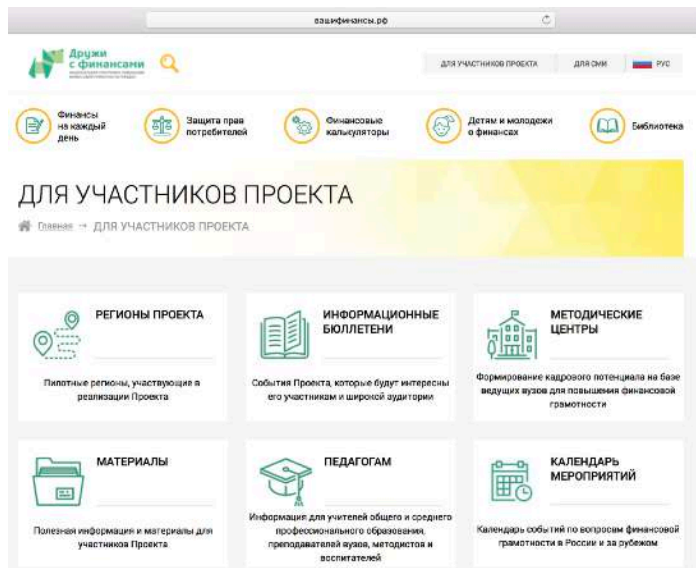 вашифинансы.рф
Дружи
с финансами
ДЛЯ УЧАСТНИКОВ ПРОЕКТА
ДЛЯ СМИ
РУС
Финансы
на каждый
день
Защита прав
потребителей
Финансовые
калькуляторы
Детям и молодежи
о финансах
Библиотека
ДЛЯ УЧАСТНИКОВ ПРОЕКТА
Главная → ДЛЯ УЧАСТНИКОВ ПРОЕКТА
РЕГИОНЫ ПРОЕКТА
Пилотные регионы, участвующие в
реализации Проекта
ИНФОРМАЦИОННЫЕ
БЮЛЛЕТЕНИ
События Проекта, которые будут интересны
его участникам и широкой аудитории
МЕТОДИЧЕСКИЕ
ЦЕНТРЫ
Формирование кадрового потенциала на базе
ведущих вузов для повышения финансовой
грамотности
МАТЕРИАЛЫ
Полезная информация и материалы для
участников Проекта
ПЕДАГОГАМ
Информация для учителей общего и среднего
профессионального образования,
преподавателей вузов, методистов и
воспитателей
КАЛЕНДАРЬ
МЕРОПРИЯТИЙ
Календарь событий по вопросам финансовой
грамотности в России и за рубежом